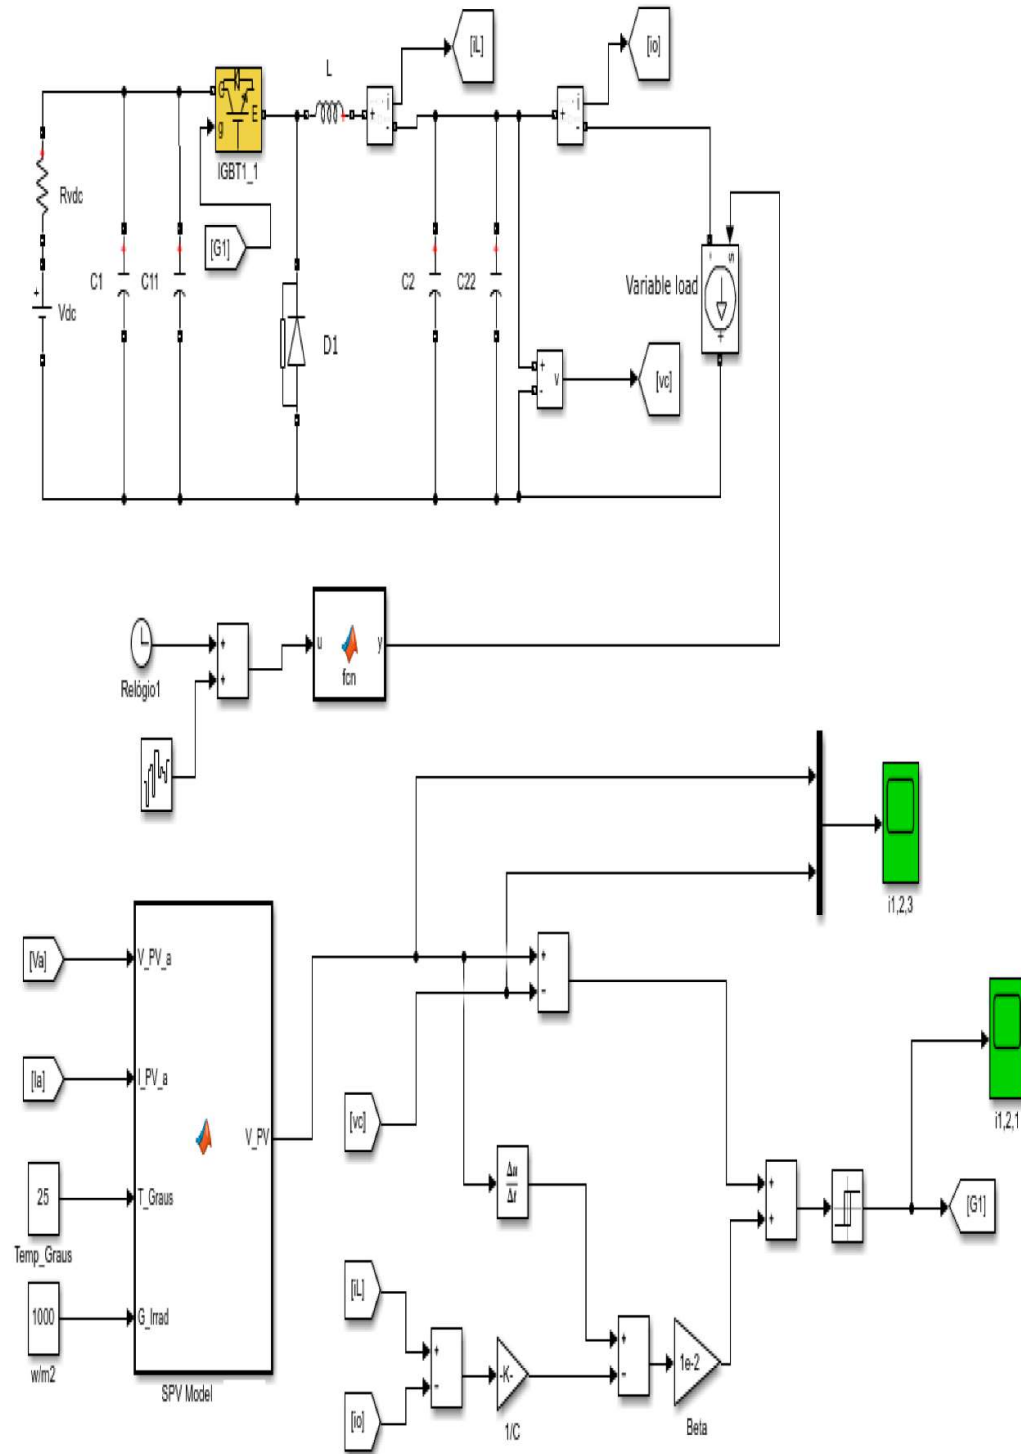 [iL]
[io]
L
C
E
g
i
+
-
i
+
-
IGBT1_1
Rvdc
[G1]
C1
C11
C2
C22
Variable load
s
+
Vdc
D1
+
-
v
[vc]
Relógio1
+
+
u
y
fcn
i1,2,3
[Va]
V_PV_a
+
-
[Ia]
I_PV_a
V_PV
[vc]
i1,2,1
25
T_Graus
Temp_Graus
Δu
Δt
+
+
[G1]
1000
G_Irrad
w/m2
SPV Model
[iL]
+
-
-K-
1/C
+
-
1e-2
Beta
[io]